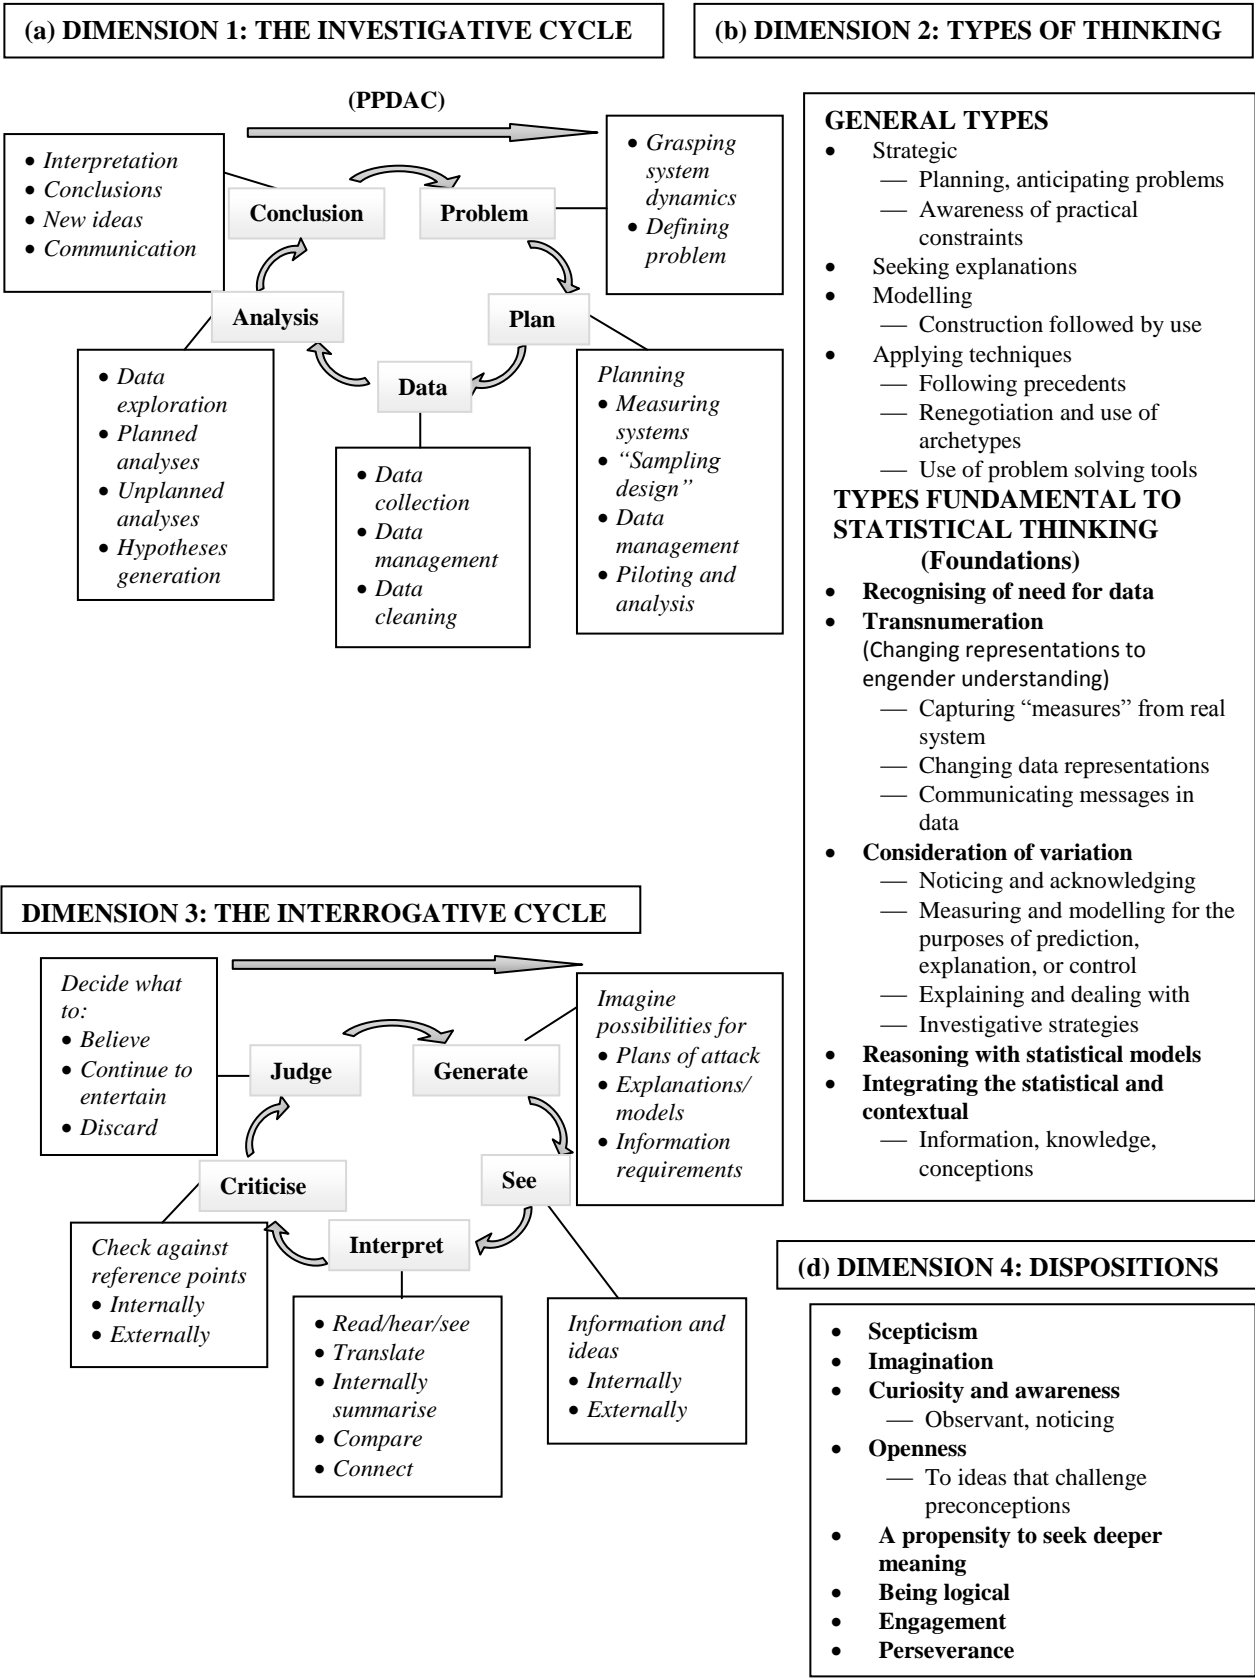 (a) DIMENSION 1: THE INVESTIGATIVE CYCLE
(PPDAC)
• Interpretation
• Conclusions
• New ideas
• Communication
Conclusion
Problem
• Grasping
system
dynamics
• Defining
problem
Analysis
Plan
Data
• Data
exploration
• Planned
analyses
• Unplanned
analyses
• Hypotheses
generation
• Data
collection
• Data
management
• Data
cleaning
Planning
• Measuring
systems
• “Sampling
design”
• Data
management
• Piloting and
analysis
(b) DIMENSION 2: TYPES OF THINKING
GENERAL TYPES
• Strategic
— Planning, anticipating problems
— Awareness of practical
constraints
• Seeking explanations
• Modelling
— Construction followed by use
• Applying techniques
— Following precedents
— Renegotiation and use of
archetypes
— Use of problem solving tools
TYPES FUNDAMENTAL TO
STATISTICAL THINKING
(Foundations)
• Recognising of need for data
• Transnumeration
(Changing representations to
engender understanding)
— Capturing “measures” from real
system
— Changing data representations
— Communicating messages in
data
• Consideration of variation
— Noticing and acknowledging
— Measuring and modelling for the
purposes of prediction,
explanation, or control
— Explaining and dealing with
— Investigative strategies
• Reasoning with statistical models
• Integrating the statistical and
contextual
— Information, knowledge,
conceptions
DIMENSION 3: THE INTERROGATIVE CYCLE
Decide what
to:
• Believe
• Continue to
entertain
• Discard
Judge
Generate
Imagine
possibilities for
• Plans of attack
• Explanations/
models
• Information
requirements
Criticise
See
Interpret
Check against
reference points
• Internally
• Externally
• Read/hear/see
• Translate
• Internally
summarise
• Compare
• Connect
Information and
ideas
• Internally
• Externally
(d) DIMENSION 4: DISPOSITIONS
• Scepticism
• Imagination
• Curiosity and awareness
— Observant, noticing
• Openness
— To ideas that challenge
preconceptions
• A propensity to seek deeper
meaning
• Being logical
• Engagement
• Perseverance